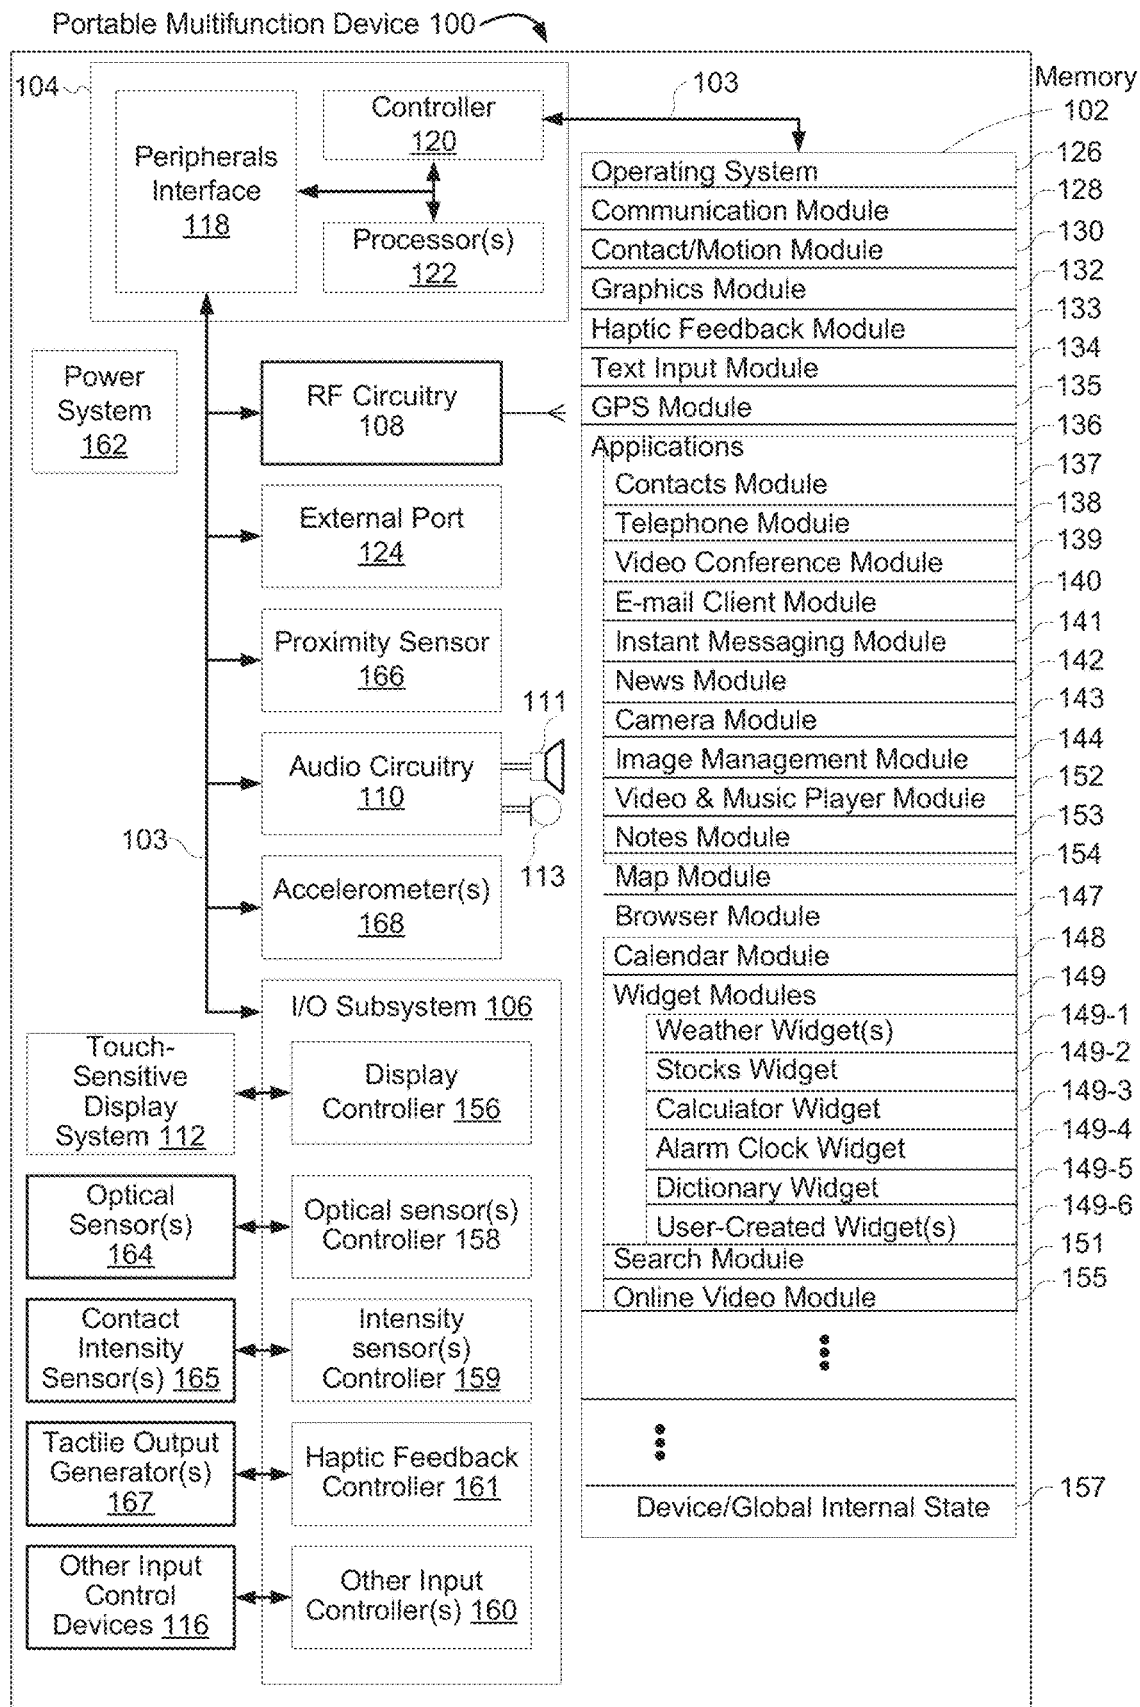 Portable Multifunction Device 100
104
Controller
120
Peripherals
Interface
118
Processor(s)
122
103
Memory
102
Power
System
162
RF Circuitry
108
External Port
124
Proximity Sensor
166
Audio Circuitry
110
111
113
103
Accelerometer(s)
168
I/O Subsystem 106
Touch-
Sensitive
Display
System 112
Display
Controller 156
Optical
Sensor(s)
164
Optical sensor(s)
Controller 158
Contact
Intensity
Sensor(s) 165
Intensity
sensor(s)
Controller 159
Tactile Output
Generator(s)
167
Haptic Feedback
Controller 161
Other Input
Control
Devices 116
Other Input
Controller(s) 160
Operating System 126
Communication Module 128
Contact/Motion Module 130
Graphics Module 132
Haptic Feedback Module 133
Text Input Module 134
GPS Module 135
Applications 136
Contacts Module 137
Telephone Module 138
Video Conference Module 139
E-mail Client Module 140
Instant Messaging Module 141
News Module 142
Camera Module 143
Image Management Module 144
Video & Music Player Module 152
Notes Module 153
Map Module 154
Browser Module 147
Calendar Module 148
Widget Modules 149
Weather Widget(s) 149-1
Stocks Widget 149-2
Calculator Widget 149-3
Alarm Clock Widget 149-4
Dictionary Widget 149-5
User-Created Widget(s) 149-6
Search Module 151
Online Video Module 155
Device/Global Internal State 157